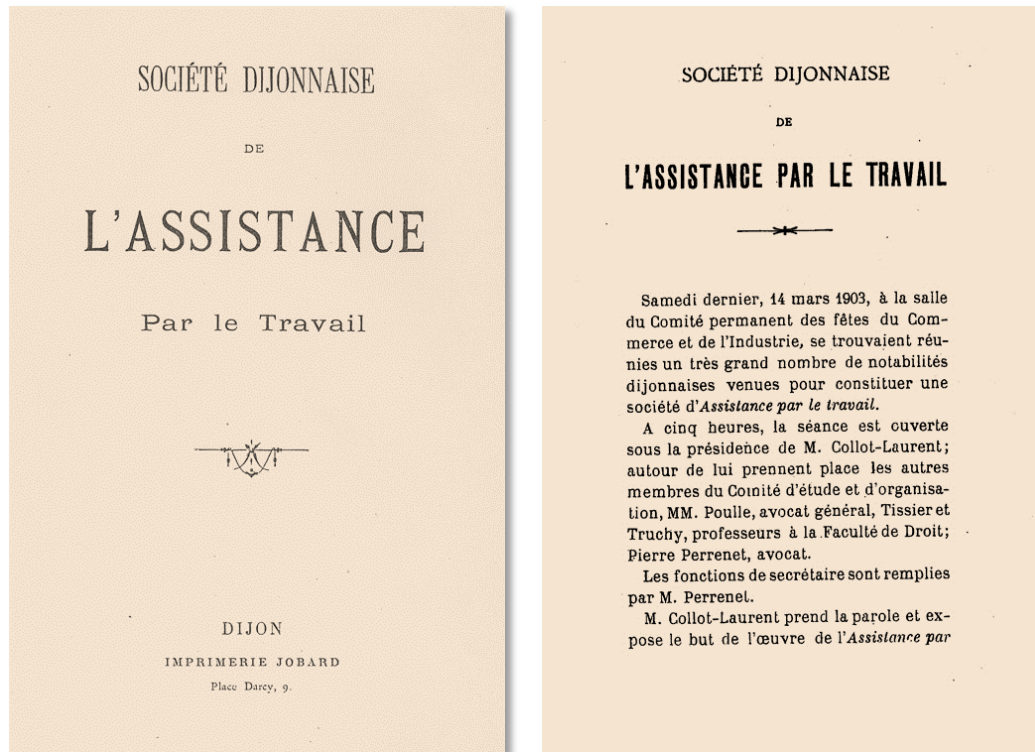 SOCIÉTÉ DIJONNAISE
DE
L'ASSISTANCE
Par le Travail
DIJON
IMPRIMERIE JOBARD
Place Darcy, 9.
SOCIÉTÉ DIJONNAISE
DE
L'ASSISTANCE PAR LE TRAVAIL
Samedi dernier, 14 mars 1903, à la salle
du Comité permanent des fêtes du Com-
merce et de l'Industrie, se trouvaient réu-
nies un très grand nombre de notabilités
dijonnaises venues pour constituer une
société d'Assistance par le travail.
A cinq heures, la séance est ouverte
sous la présidence de M. Collot-Laurent;
autour de lui prennent place les autres
membres du Comité d'étude et d'organisa-
tion, MM. Poulle, avocat général, Tissier et
Truchy, professeurs à la Faculté de Droit;
Pierre Perrenet, avocat.
Les fonctions de secrétaire sont remplies
par M. Perrenet.
M. Collot-Laurent prend la parole et ex-
pose le but de l'œuvre de l'Assistance par